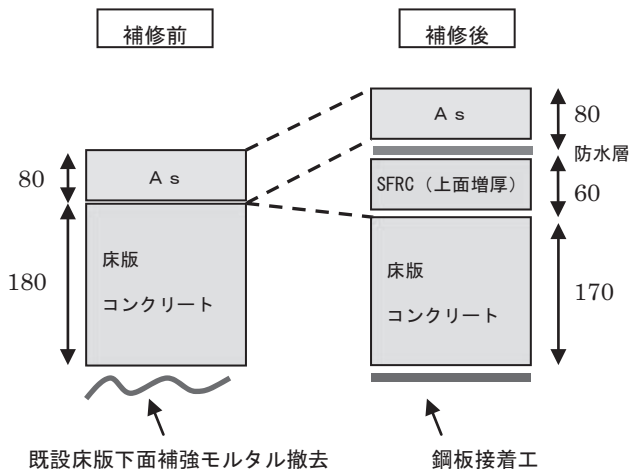 補修前
補修後
80
As
180
床版
コンクリート
既設床版下面補強モルタル撤去
As
80
防水層
SFRC（上面増厚）
60
床版
コンクリート
170
鋼板接着工